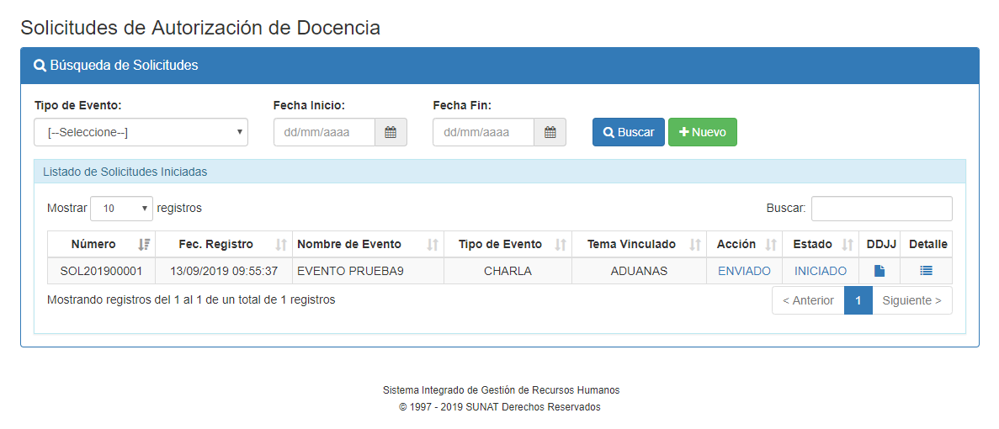 Solicitudes de Autorización de Docencia
Búsqueda de Solicitudes
Tipo de Evento: Fecha Inicio: Fecha Fin:
[--Seleccione--] dd/mm/aaaa dd/mm/aaaa Buscar Nuevo
Listado de Solicitudes Iniciadas
Mostrar 10 registros Buscar:
Número Fec. Registro Nombre de Evento Tipo de Evento Tema Vinculado Acción Estado DDJJ Detalle
SOL201900001 13/09/2019 09:55:37 EVENTO PRUEBA9 CHARLA ADUANAS ENVIADO INICIADO
Mostrando registros del 1 al 1 de un total de 1 registros < Anterior 1 Siguiente >
Sistema Integrado de Gestión de Recursos Humanos
© 1997 - 2019 SUNAT Derechos Reservados